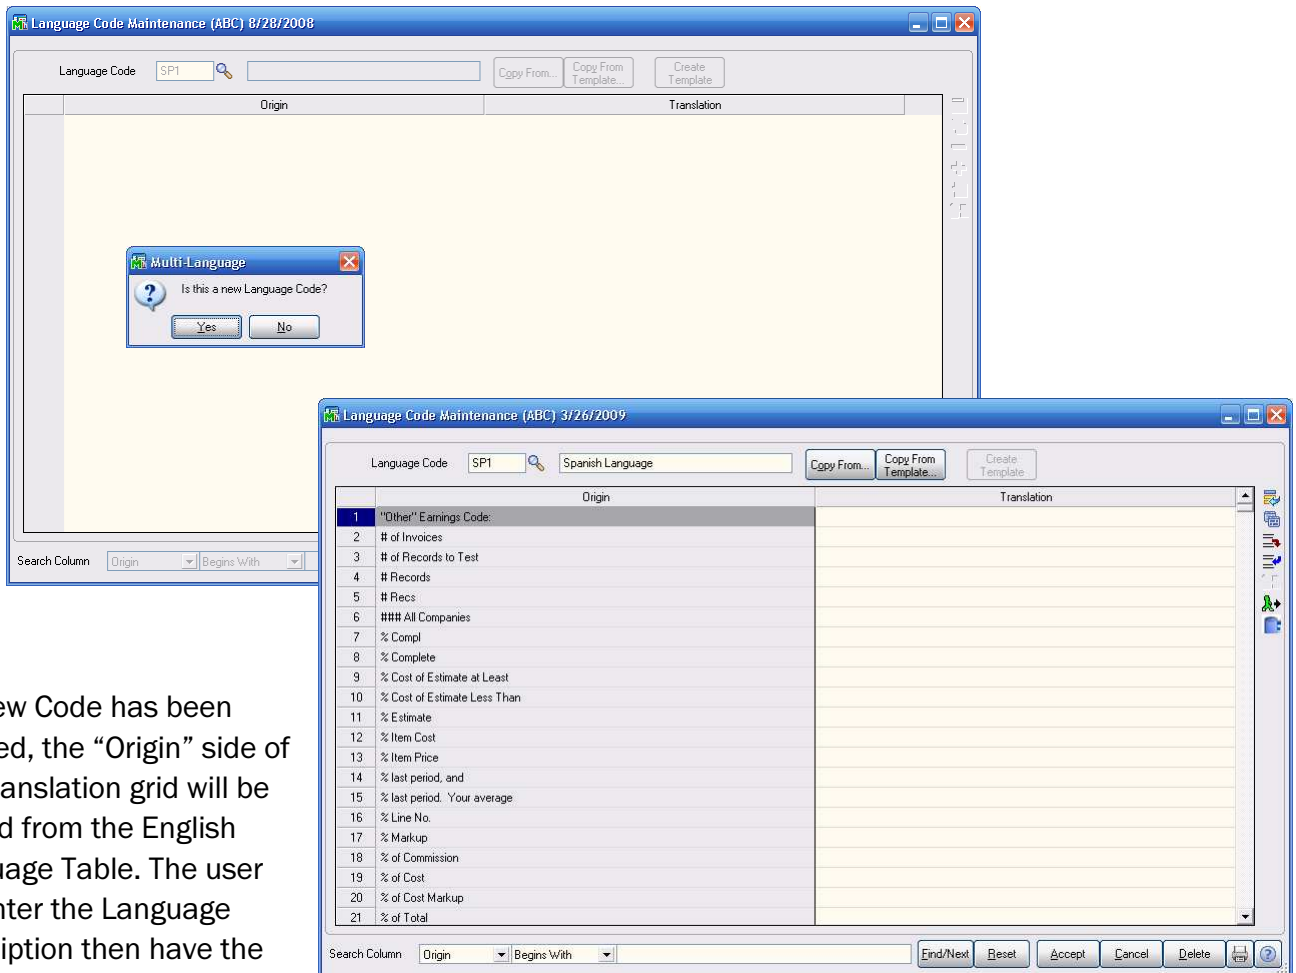 Language Code Maintenance (ABC) 8/28/2008
Language Code SP1 Copy From... Copy From Template... Create Template
Origin Translation
Multi-Language
Is this a new Language Code?
Yes No
Search Column Origin Begins With
Language Code Maintenance (ABC) 3/26/2009
Language Code SP1 Spanish Language Copy From... Copy From Template... Create Template
Origin Translation
1 "Other" Earnings Code:
2 # of Invoices
3 # of Records to Test
4 # Records
5 # Recs
6 ### All Companies
7 % Compl
8 % Complete
9 % Cost of Estimate at Least
10 % Cost of Estimate Less Than
11 % Estimate
12 % Item Cost
13 % Item Price
14 % last period, and
15 % last period. Your average
16 % Line No.
17 % Markup
18 % of Commission
19 % of Cost
20 % of Cost Markup
21 % of Total
Search Column Origin Begins With Find/Next Reset Accept Cancel Delete
ew Code has been
ed, the “Origin” side of
anslation grid will be
d from the English
uage Table. The user
nter the Language
iption then have the